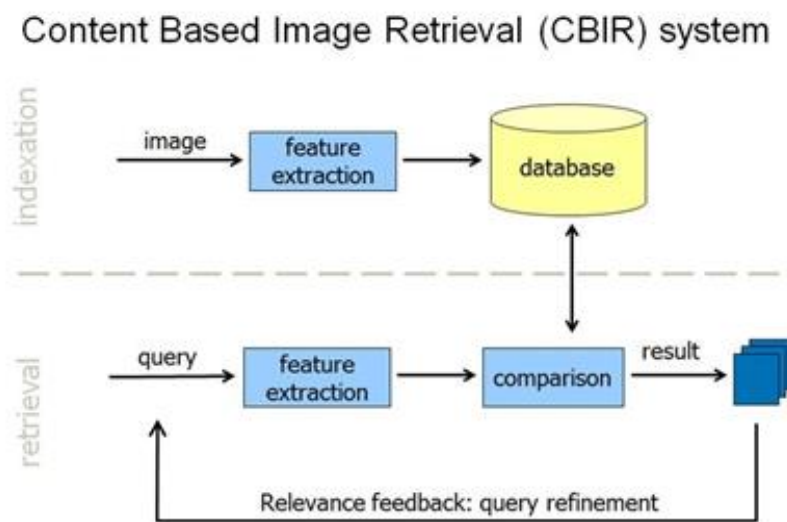 Content Based Image Retrieval (CBIR) system
indexation
image
feature
extraction
database
retrieval
query
feature
extraction
comparison
result
Relevance feedback: query refinement